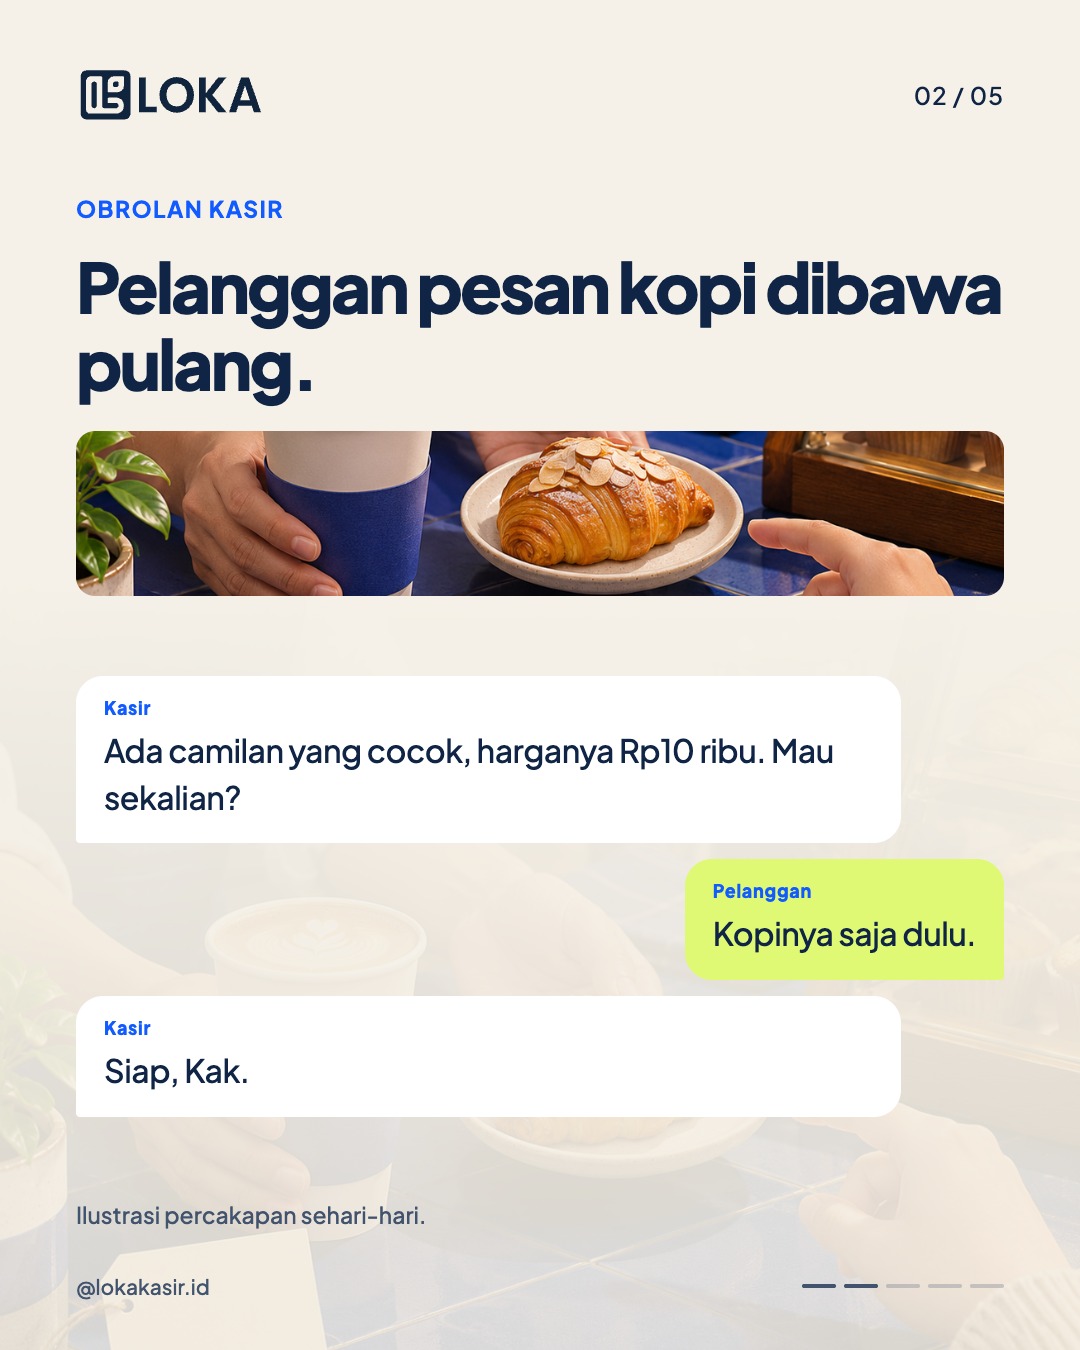 LOKA
02 / 05
OBROLAN KASIR
Pelanggan pesan kopi dibawa
pulang.
Kasir
Ada camilan yang cocok, harganya Rp10 ribu. Mau
sekalian?
Pelanggan
Kopinya saja dulu.
Kasir
Siap, Kak.
Ilustrasi percakapan sehari-hari.
@lokakasir.id